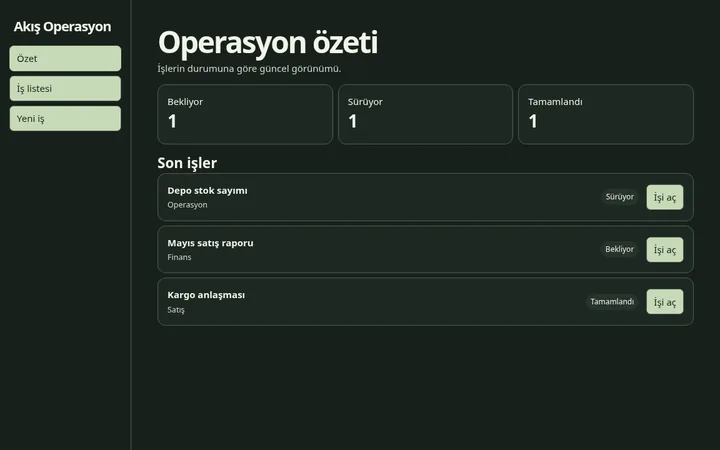 Akış Operasyon
Özet
İş listesi
Yeni iş
Operasyon özeti
İşlerin durumuna göre güncel görünümü.
Bekliyor
1
Sürüyor
1
Tamamlandı
1
Son işler
Depo stok sayımı
Operasyon
Sürüyor
İşi aç
Mayıs satış raporu
Finans
Bekliyor
İşi aç
Kargo anlaşması
Satış
Tamamlandı
İşi aç